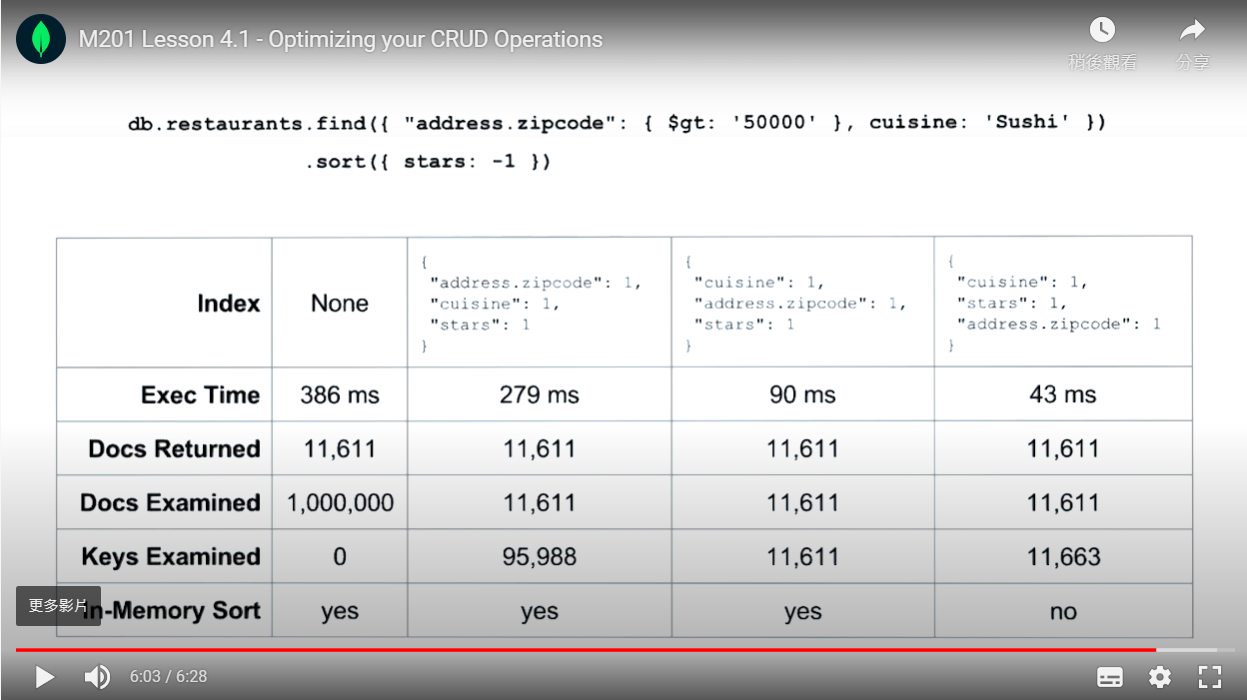 M201 Lesson 4.1 - Optimizing your CRUD Operations
稍後觀看
分享
db.restaurants.find({ "address.zipcode": { $gt: '50000' }, cuisine: 'Sushi' })
.sort({ stars: -1 })
Index
None
{
"address.zipcode": 1,
"cuisine": 1,
"stars": 1
}
{
"cuisine": 1,
"address.zipcode": 1,
"stars": 1
}
{
"cuisine": 1,
"stars": 1,
"address.zipcode": 1
}
Exec Time 386 ms 279 ms 90 ms 43 ms
Docs Returned 11,611 11,611 11,611 11,611
Docs Examined 1,000,000 11,611 11,611 11,611
Keys Examined 0 95,988 11,611 11,663
更多影片
In-Memory Sort yes yes yes no
6:03 / 6:28